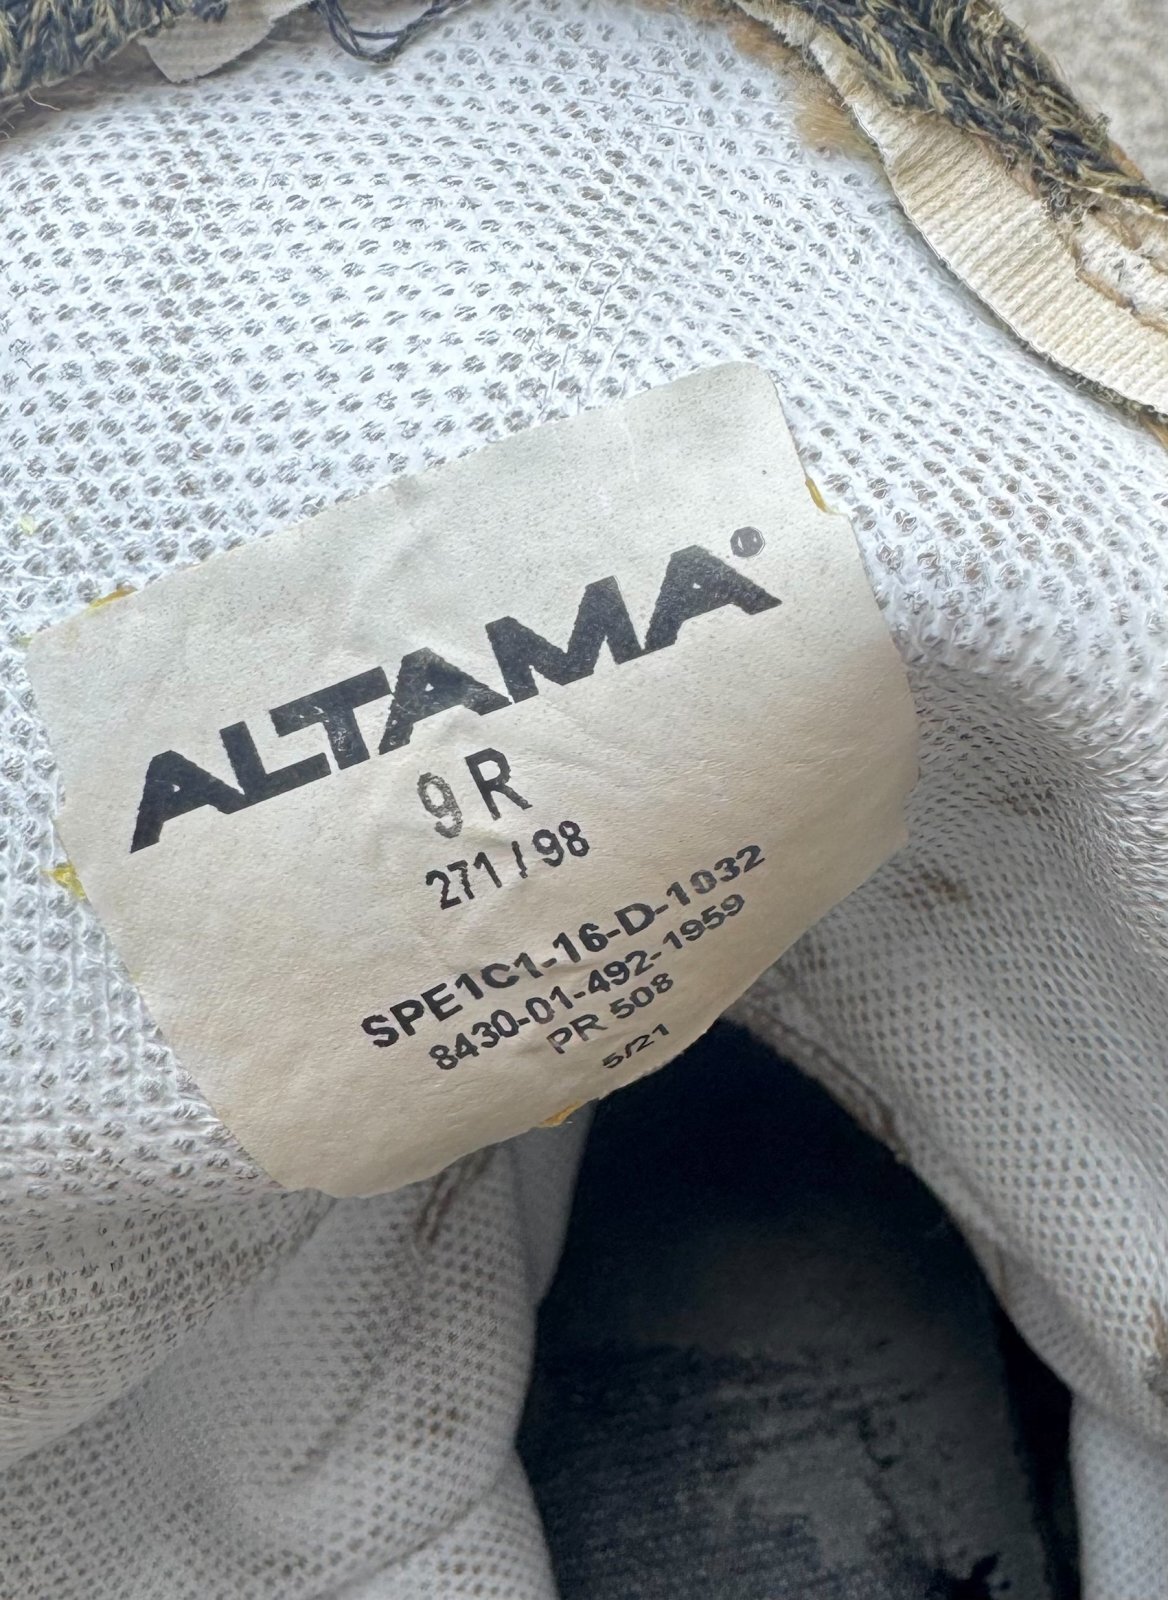 ALTAMA®
9 R
271/98
SPE1C1-16-D-1032
8430-01-492-1959
PR 508
5/21